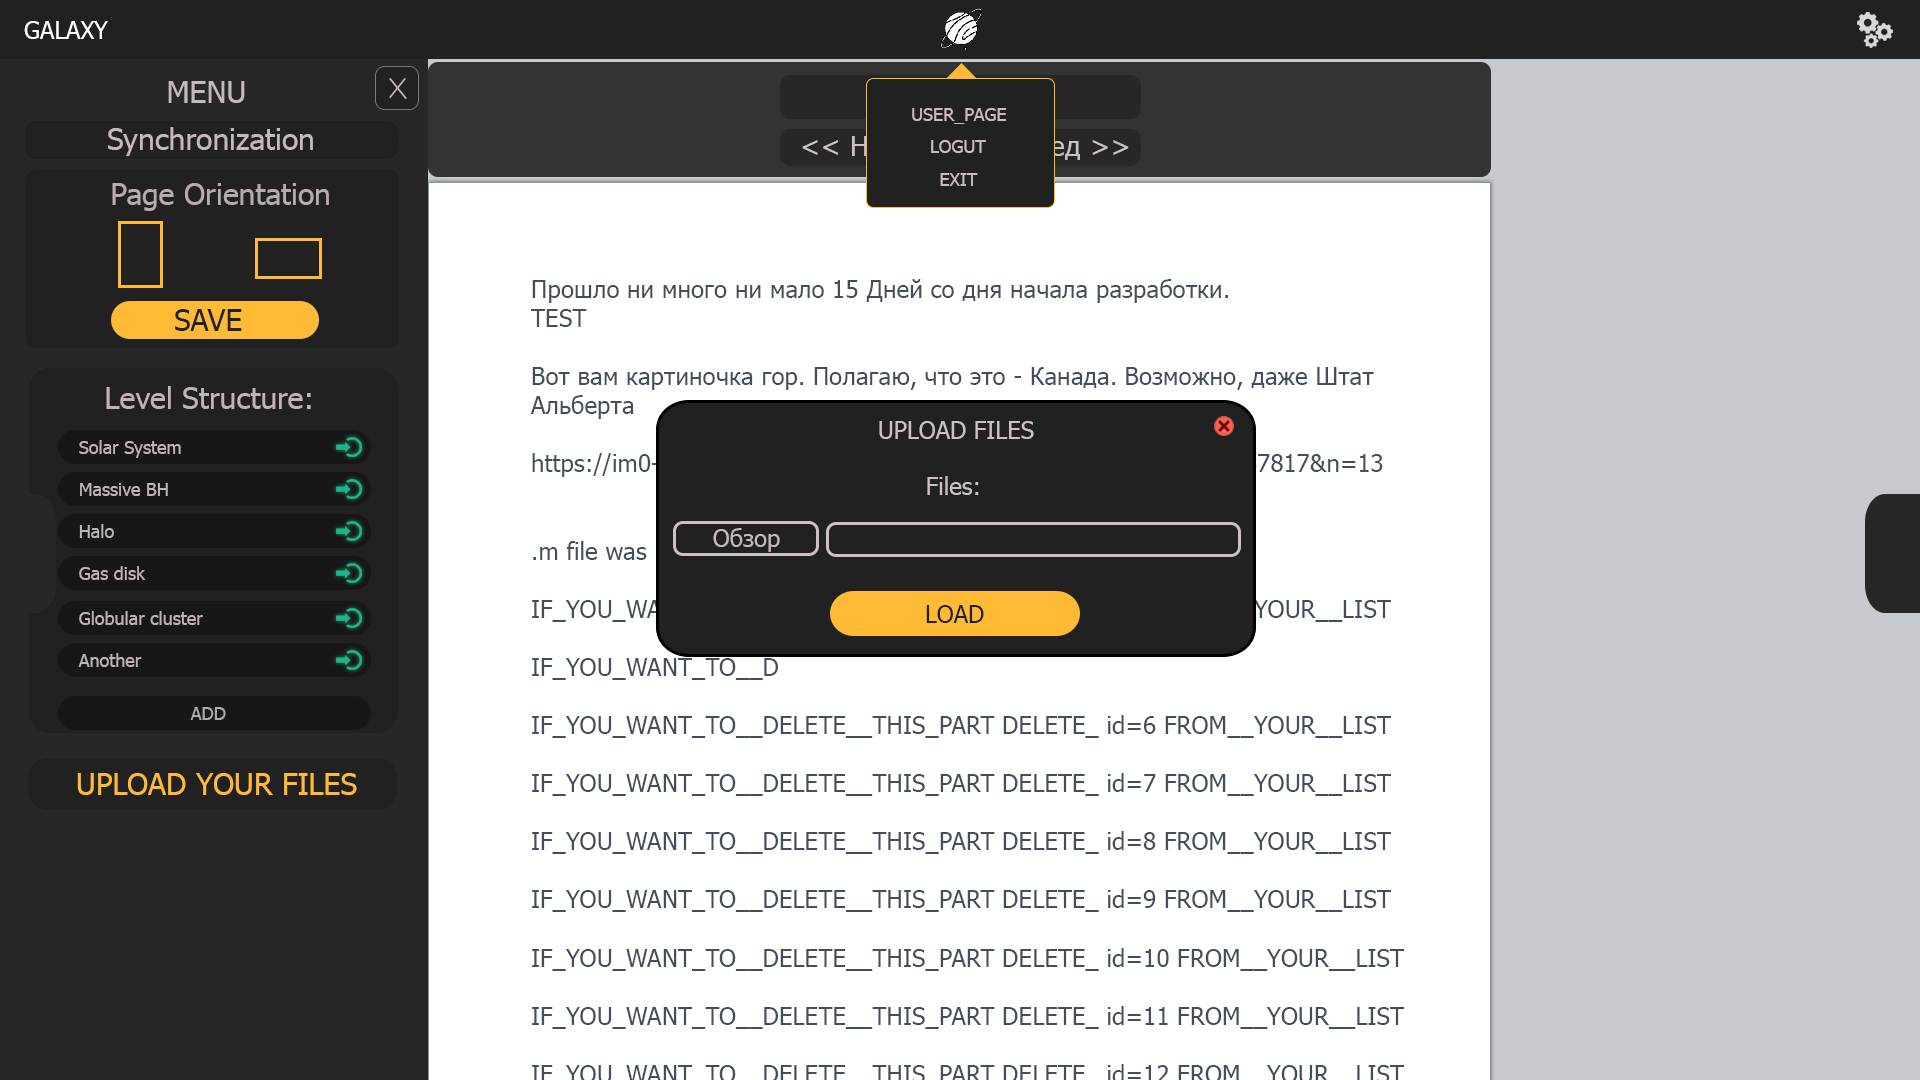 GALAXY
MENU
X
Synchronization
Page Orientation
SAVE
Level Structure:
Solar System
Massive BH
Halo
Gas disk
Globular cluster
Another
ADD
UPLOAD YOUR FILES
USER_PAGE
LOGUT
EXIT
<< Н
ед >>
Прошло ни много ни мало 15 Дней со дня начала разработки.
TEST
Вот вам картиночка гор. Полагаю, что это - Канада. Возможно, даже Штат
Альберта
https://im0- 7817&n=13
.m file was
IF_YOU_WA YOUR__LIST
UPLOAD FILES
Files:
Обзор
LOAD
IF_YOU_WANT_TO__D
IF_YOU_WANT_TO__DELETE__THIS_PART DELETE_ id=6 FROM__YOUR__LIST
IF_YOU_WANT_TO__DELETE__THIS_PART DELETE_ id=7 FROM__YOUR__LIST
IF_YOU_WANT_TO__DELETE__THIS_PART DELETE_ id=8 FROM__YOUR__LIST
IF_YOU_WANT_TO__DELETE__THIS_PART DELETE_ id=9 FROM__YOUR__LIST
IF_YOU_WANT_TO__DELETE__THIS_PART DELETE_ id=10 FROM__YOUR__LIST
IF_YOU_WANT_TO__DELETE__THIS_PART DELETE_ id=11 FROM__YOUR__LIST
IF_YOU_WANT_TO__DELETE__THIS_PART DELETE_ id=12 FROM__YOUR__LIST